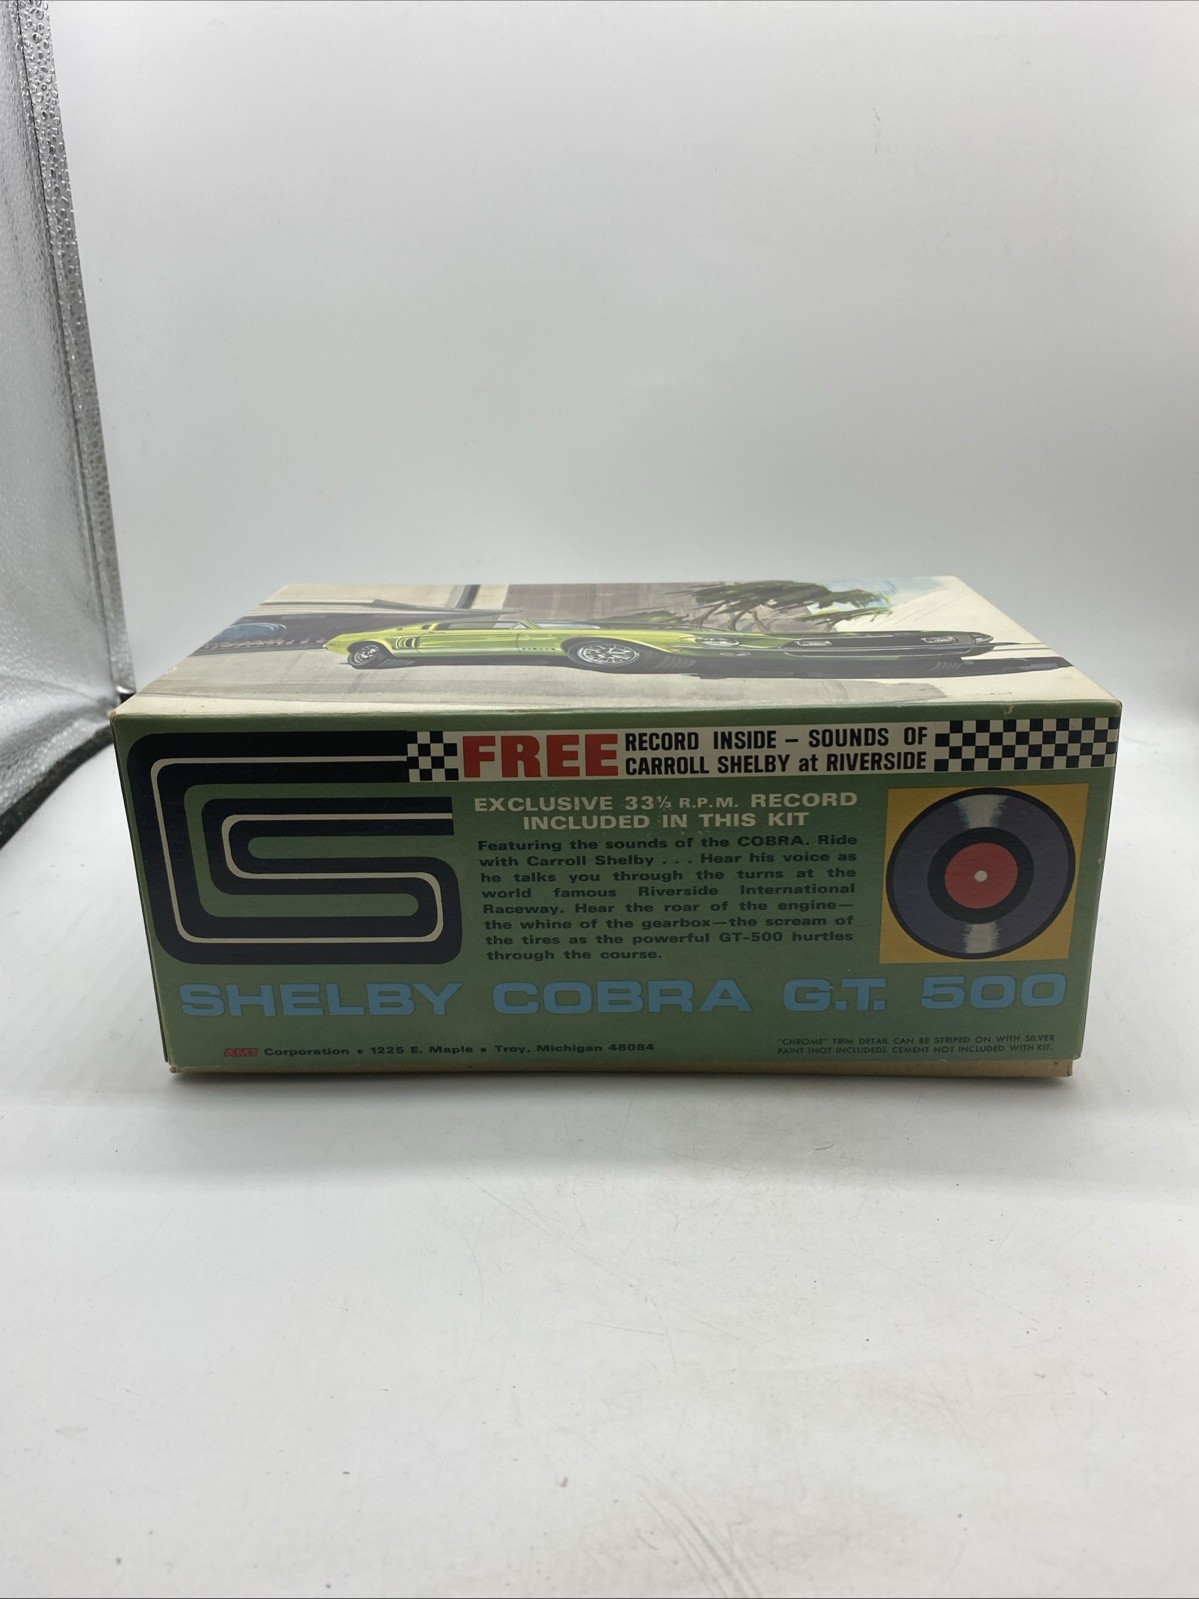 FREE RECORD INSIDE – SOUNDS OF
CARROLL SHELBY at RIVERSIDE
EXCLUSIVE 33⅓ R.P.M. RECORD
INCLUDED IN THIS KIT
Featuring the sounds of the COBRA. Ride
with Carroll Shelby . . . Hear his voice as
he talks you through the turns at the
world famous Riverside International
Raceway. Hear the roar of the engine—
the whine of the gearbox—the scream of
the tires as the powerful GT-500 hurtles
through the course.
SHELBY COBRA G.T. 500
AMT Corporation • 1225 E. Maple • Troy, Michigan 48084
"CHROME" TRIM DETAIL CAN BE STRIPED ON WITH SILVER
PAINT (NOT INCLUDED). CEMENT NOT INCLUDED WITH KIT.